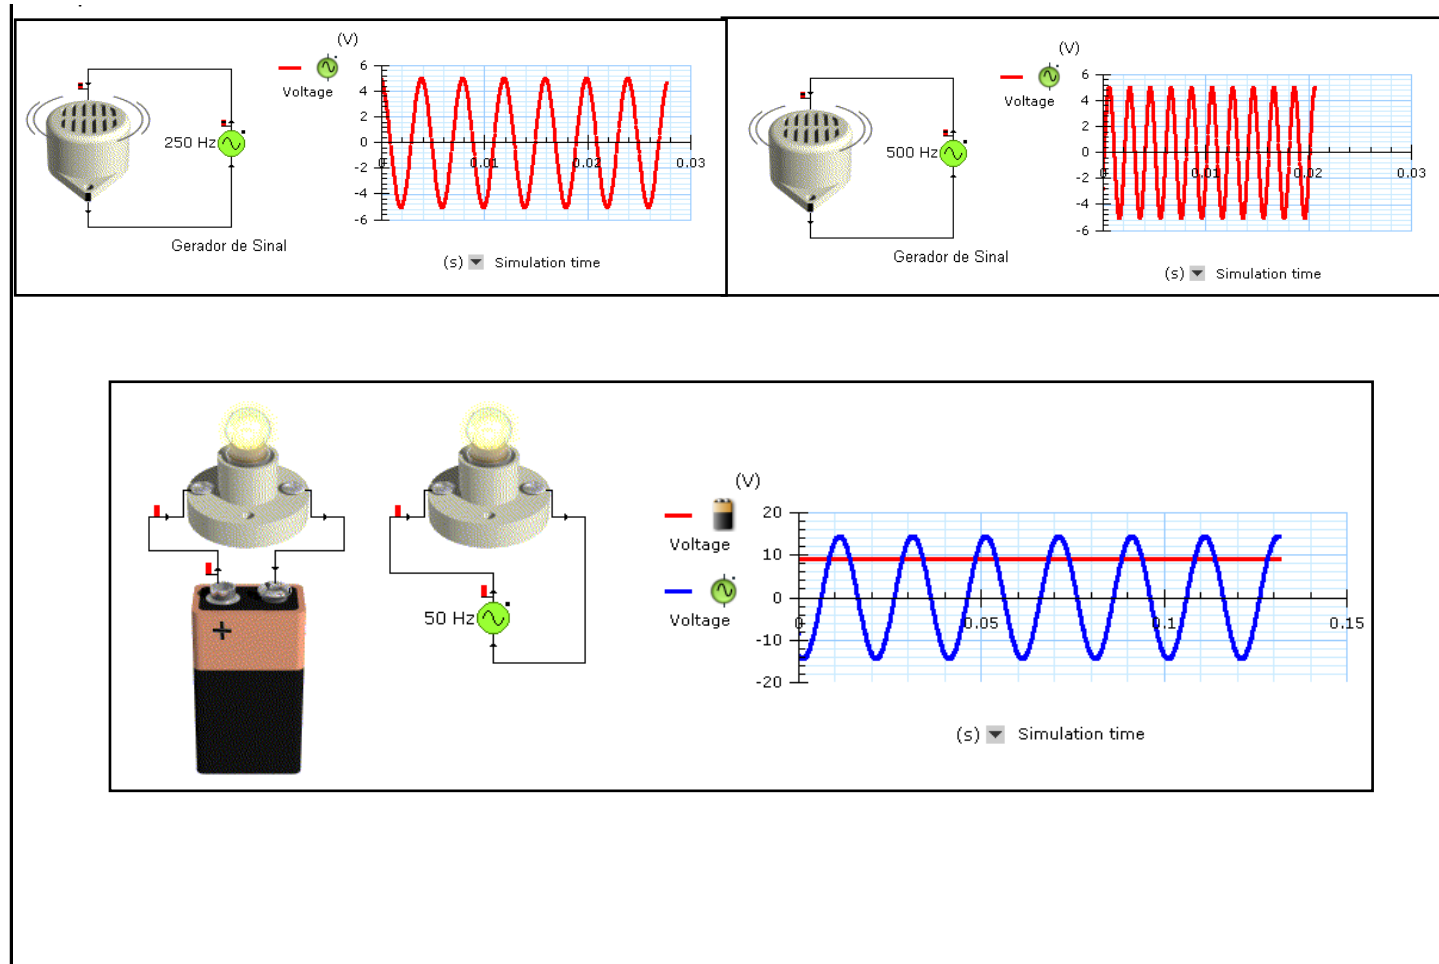 (V)
Voltage
6
4
2
0
-2
-4
-6
0
0.01
0.02
0.03
250 Hz
Gerador de Sinal
(s) Simulation time
(V)
Voltage
6
4
2
0
-2
-4
-6
0
0.01
0.02
0.03
500 Hz
Gerador de Sinal
(s) Simulation time
+
50 Hz
(V)
Voltage
Voltage
20
10
0
-10
-20
0
0.05
0.1
0.15
(s) Simulation time